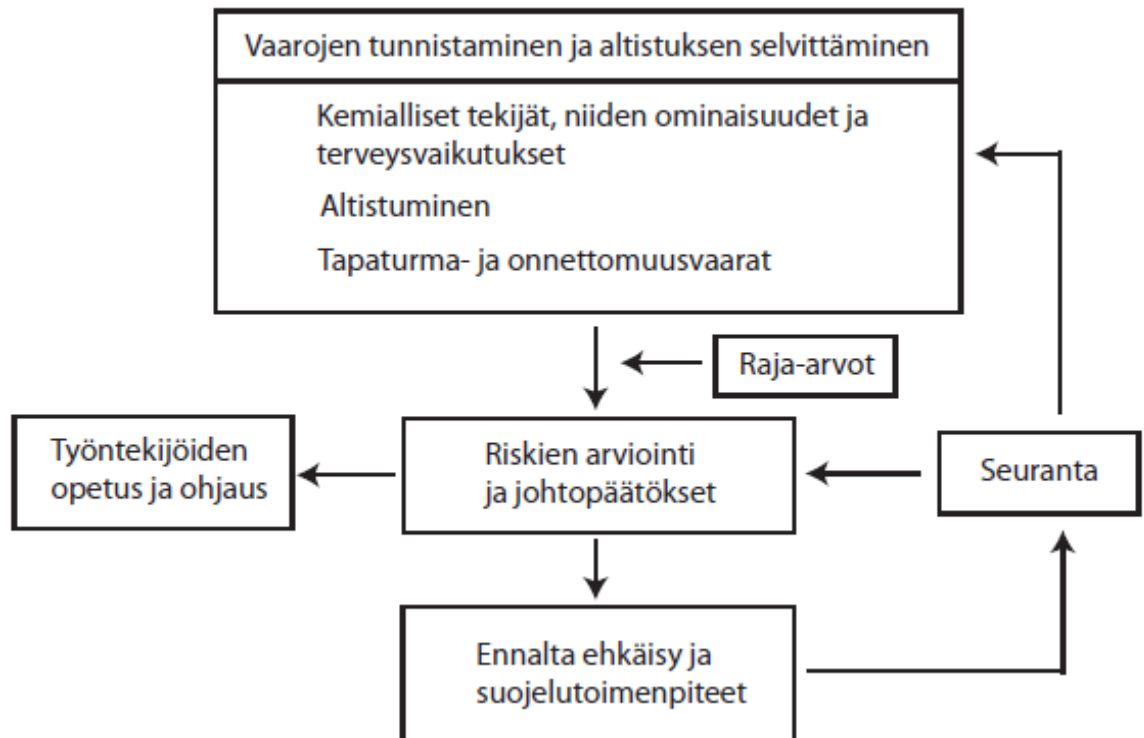 Vaarojen tunnistaminen ja altistuksen selvittäminen
Kemialliset tekijät, niiden ominaisuudet ja
terveysvaikutukset
Altistuminen
Tapaturma- ja onnettomuusvaarat
Raja-arvot
Työntekijöiden
opetus ja ohjaus
Riskien arviointi
ja johtopäätökset
Seuranta
Ennalta ehkäisy ja
suojelutoimenpiteet